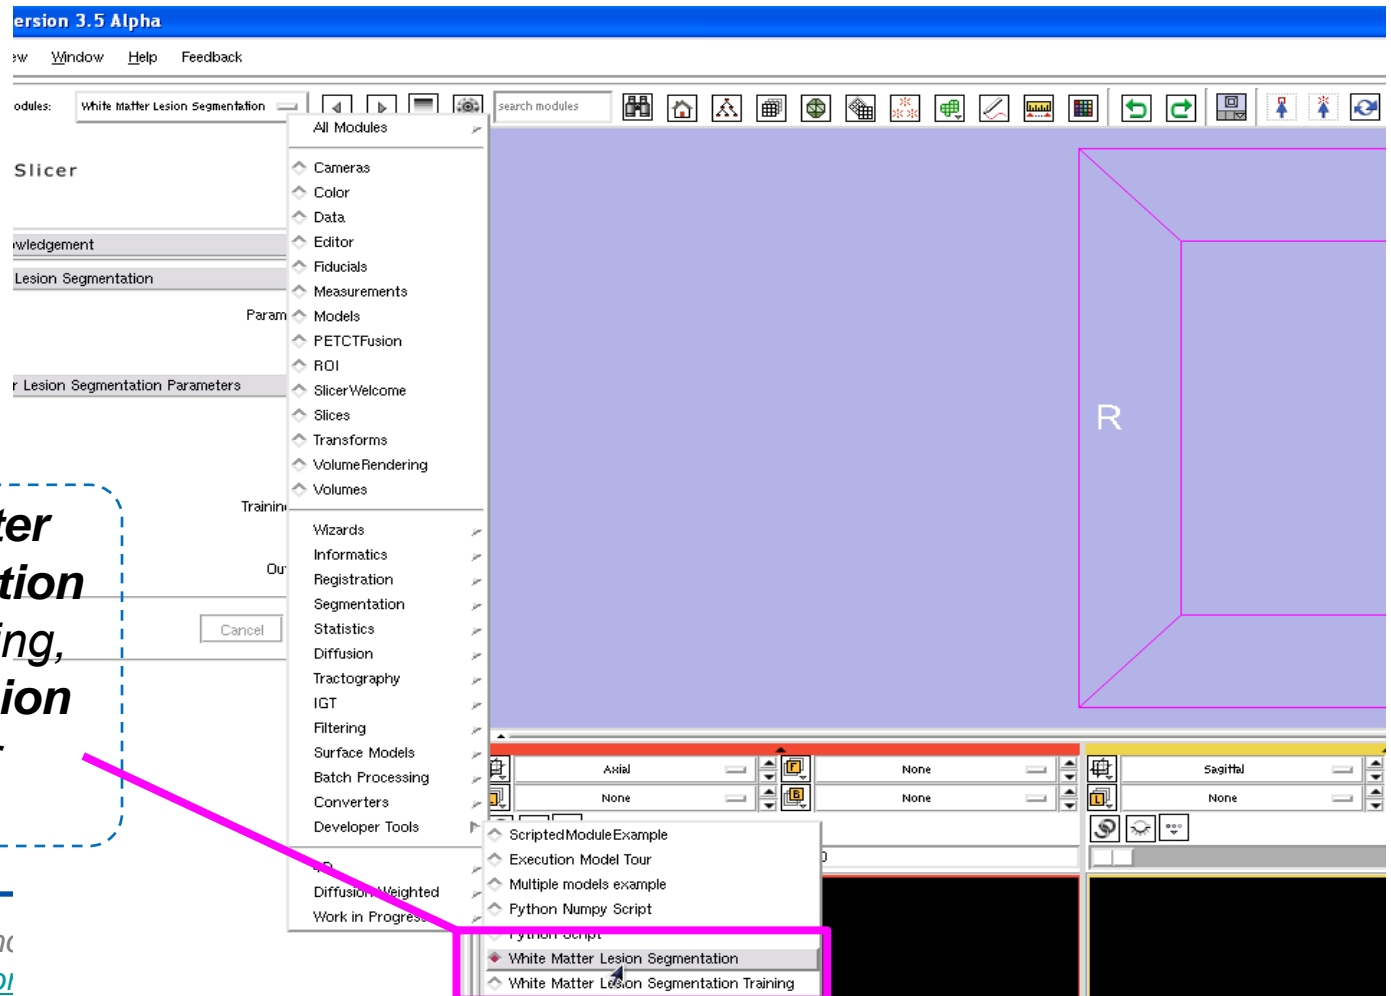 ersion 3.5 Alpha
ew Window Help Feedback
odules: White Matter Lesion Segmentation search modules
Slicer
wledgement
Lesion Segmentation
Param
r Lesion Segmentation Parameters
Training
Ou
Cancel
All Modules
Cameras
Color
Data
Editor
Fiducials
Measurements
Models
PETCTFusion
ROI
SlicerWelcome
Slices
Transforms
VolumeRendering
Volumes
Wizards
Informatics
Registration
Segmentation
Statistics
Diffusion
Tractography
IGT
Filtering
Surface Models
Batch Processing
Converters
Developer Tools
Diffusion Weighted
Work in Progress
ScriptedModuleExample
Execution Model Tour
Multiple models example
Python Numpy Script
Python Script
White Matter Lesion Segmentation
White Matter Lesion Segmentation Training
R
Axial None
None None
Sagittal
None
ter
tion
ing,
ion